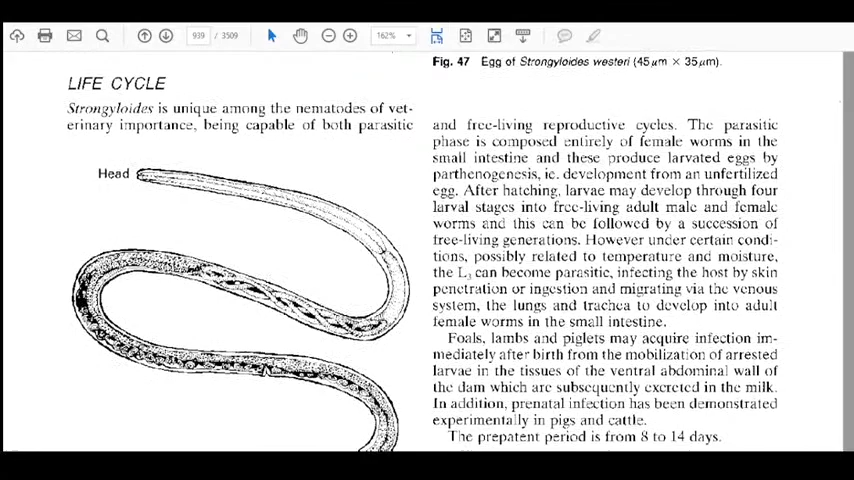 939 / 3509
162%
LIFE CYCLE
Strongyloides is unique among the nematodes of vet-
erinary importance, being capable of both parasitic
Head
Fig. 47 Egg of Strongyloides westeri (45 μm × 35 μm).
and free-living reproductive cycles. The parasitic
phase is composed entirely of female worms in the
small intestine and these produce larvated eggs by
parthenogenesis, ie. development from an unfertilized
egg. After hatching, larvae may develop through four
larval stages into free-living adult male and female
worms and this can be followed by a succession of
free-living generations. However under certain condi-
tions, possibly related to temperature and moisture,
the L3 can become parasitic, infecting the host by skin
penetration or ingestion and migrating via the venous
system, the lungs and trachea to develop into adult
female worms in the small intestine.
Foals, lambs and piglets may acquire infection im-
mediately after birth from the mobilization of arrested
larvae in the tissues of the ventral abdominal wall of
the dam which are subsequently excreted in the milk.
In addition, prenatal infection has been demonstrated
experimentally in pigs and cattle.
The prepatent period is from 8 to 14 days.